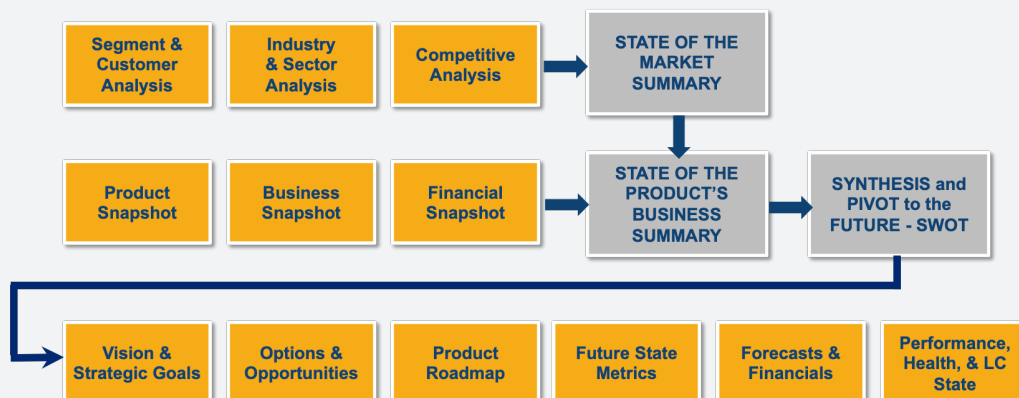 Segment &
Customer
Analysis
Industry
& Sector
Analysis
Competitive
Analysis
STATE OF THE
MARKET
SUMMARY
Product
Snapshot
Business
Snapshot
Financial
Snapshot
STATE OF THE
PRODUCT'S
BUSINESS
SUMMARY
SYNTHESIS and
PIVOT to the
FUTURE - SWOT
Vision &
Strategic Goals
Options &
Opportunities
Product
Roadmap
Future State
Metrics
Forecasts &
Financials
Performance,
Health, & LC
State